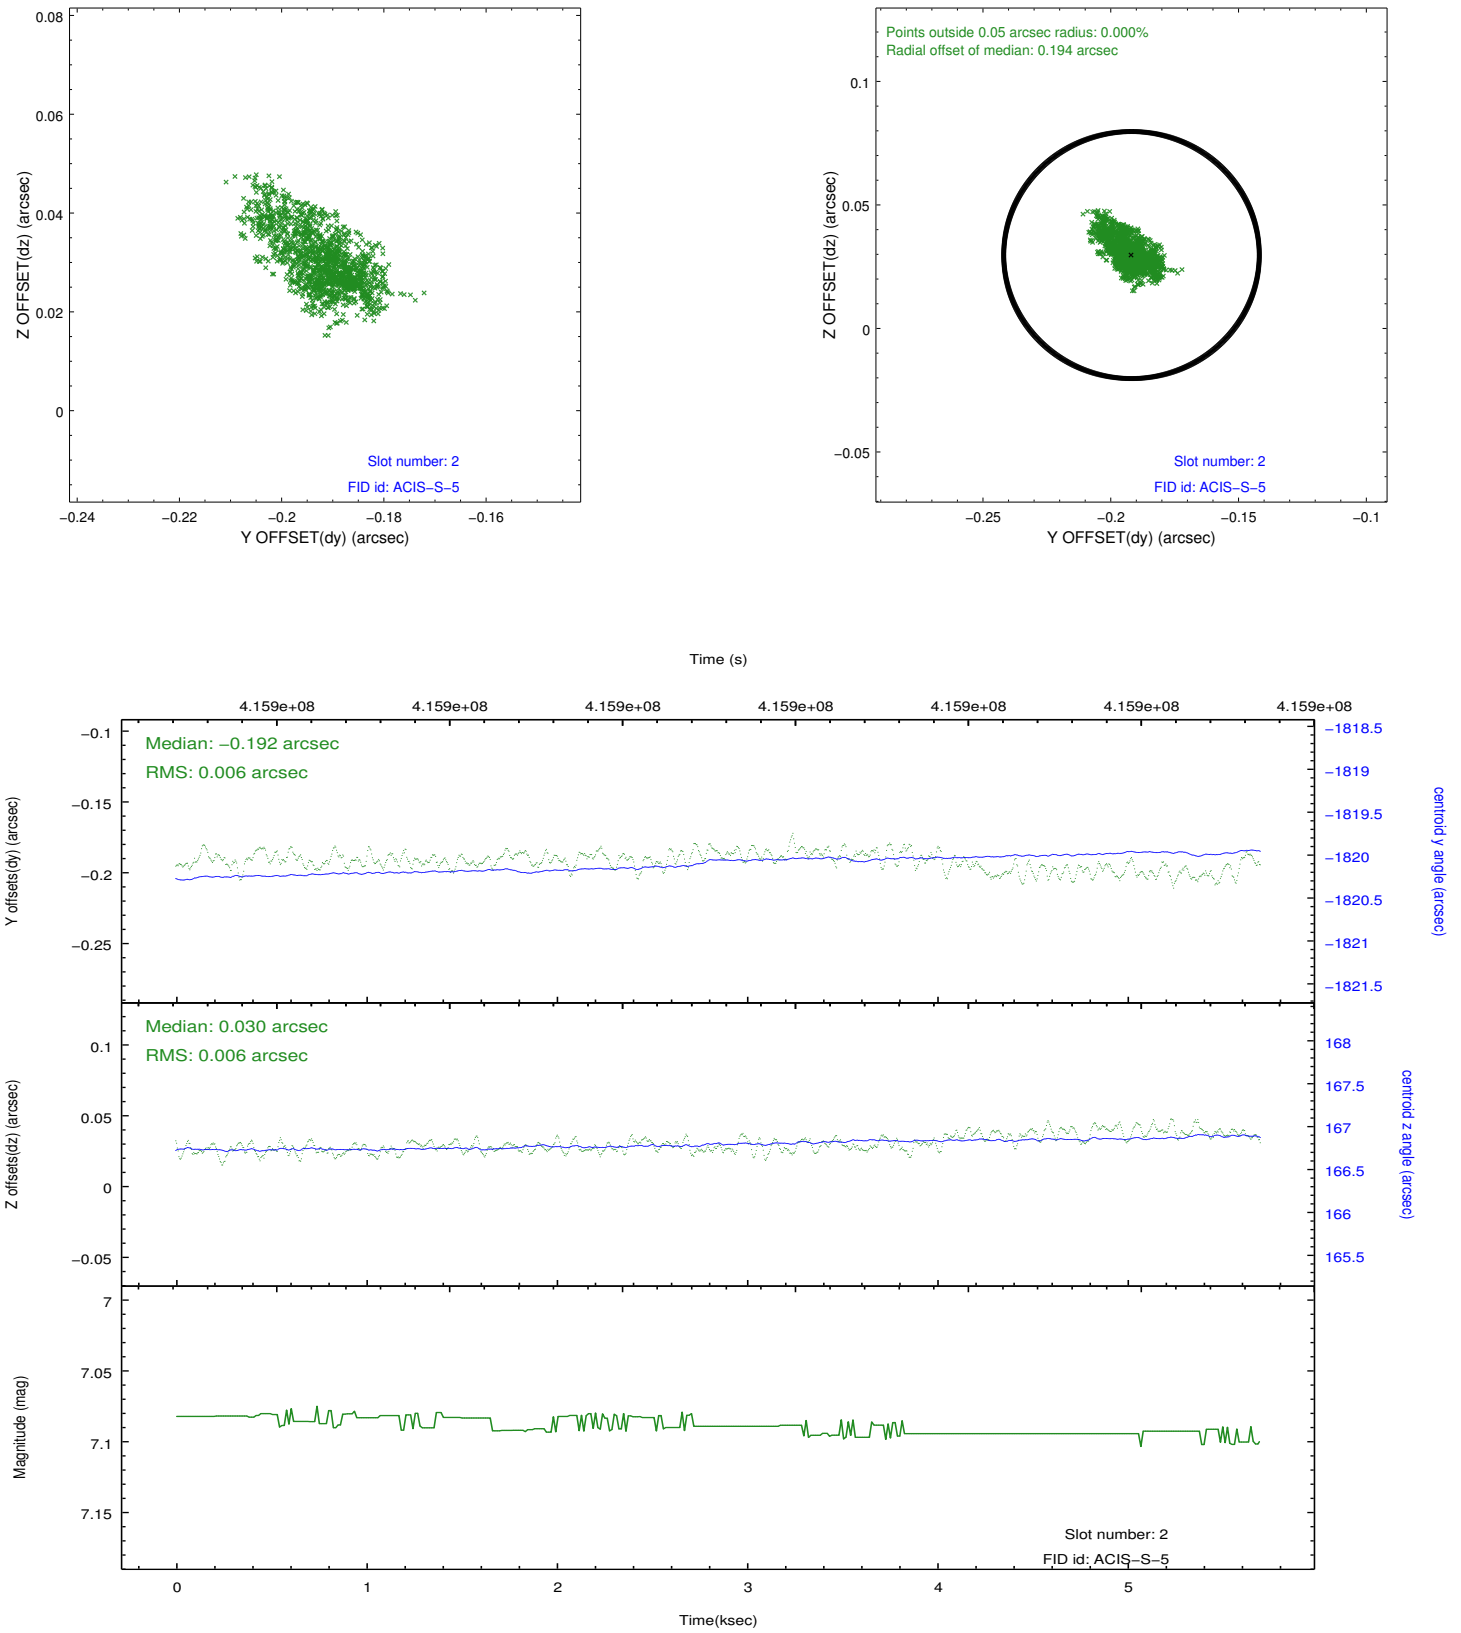 0.08
0.06
0.04
0.02
0
Z OFFSET(dz) (arcsec)
Slot number: 2
FID id: ACIS−S−5
−0.24 −0.22 −0.2 −0.18 −0.16
Y OFFSET(dy) (arcsec)
Points outside 0.05 arcsec radius: 0.000%
Radial offset of median: 0.194 arcsec
0.1
0.05
0
−0.05
Z OFFSET(dz) (arcsec)
Slot number: 2
FID id: ACIS−S−5
−0.25 −0.2 −0.15 −0.1
Y OFFSET(dy) (arcsec)
Time (s)
4.159e+08 4.159e+08 4.159e+08 4.159e+08 4.159e+08 4.159e+08 4.159e+08
Median: −0.192 arcsec
RMS: 0.006 arcsec
−0.1
−0.15
−0.2
−0.25
Y offsets(dy) (arcsec)
−1818.5
−1819
−1819.5
−1820
−1820.5
−1821
−1821.5
centroid y angle (arcsec)
Median: 0.030 arcsec
RMS: 0.006 arcsec
0.1
0.05
0
−0.05
Z offsets(dz) (arcsec)
168
167.5
167
166.5
166
165.5
centroid z angle (arcsec)
7
7.05
7.1
7.15
Magnitude (mag)
Slot number: 2
FID id: ACIS−S−5
0 1 2 3 4 5
Time(ksec)